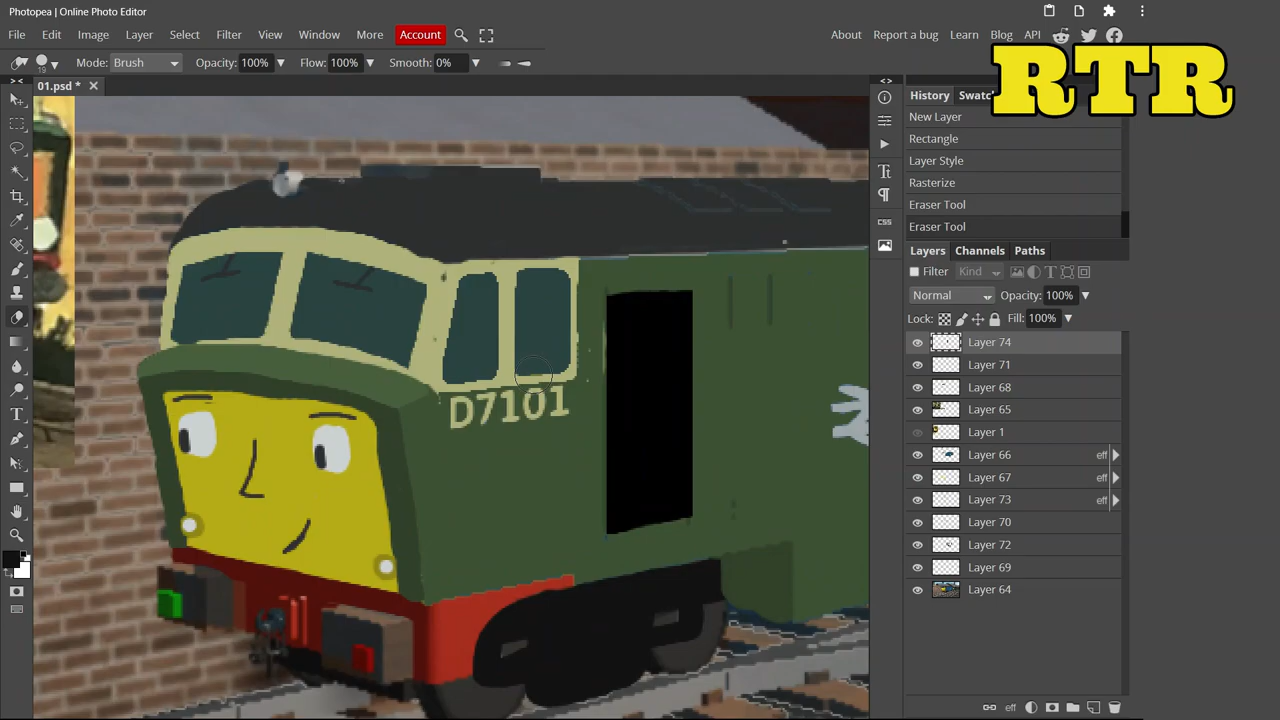 Photopea | Online Photo Editor
File Edit Image Layer Select Filter View Window More Account
About Report a bug Learn Blog API
19 Mode: Brush Opacity: 100% Flow: 100% Smooth: 0%
01.psd *
RTR
History Swatc
New Layer
Rectangle
Layer Style
Rasterize
Eraser Tool
Eraser Tool
CSS
Layers Channels Paths
Filter Kind
Normal Opacity: 100%
Lock: Fill: 100%
Layer 74
Layer 71
Layer 68
Layer 65
Layer 1
Layer 66 eff
Layer 67 eff
Layer 73 eff
Layer 70
Layer 72
Layer 69
Layer 64
eff
D7101